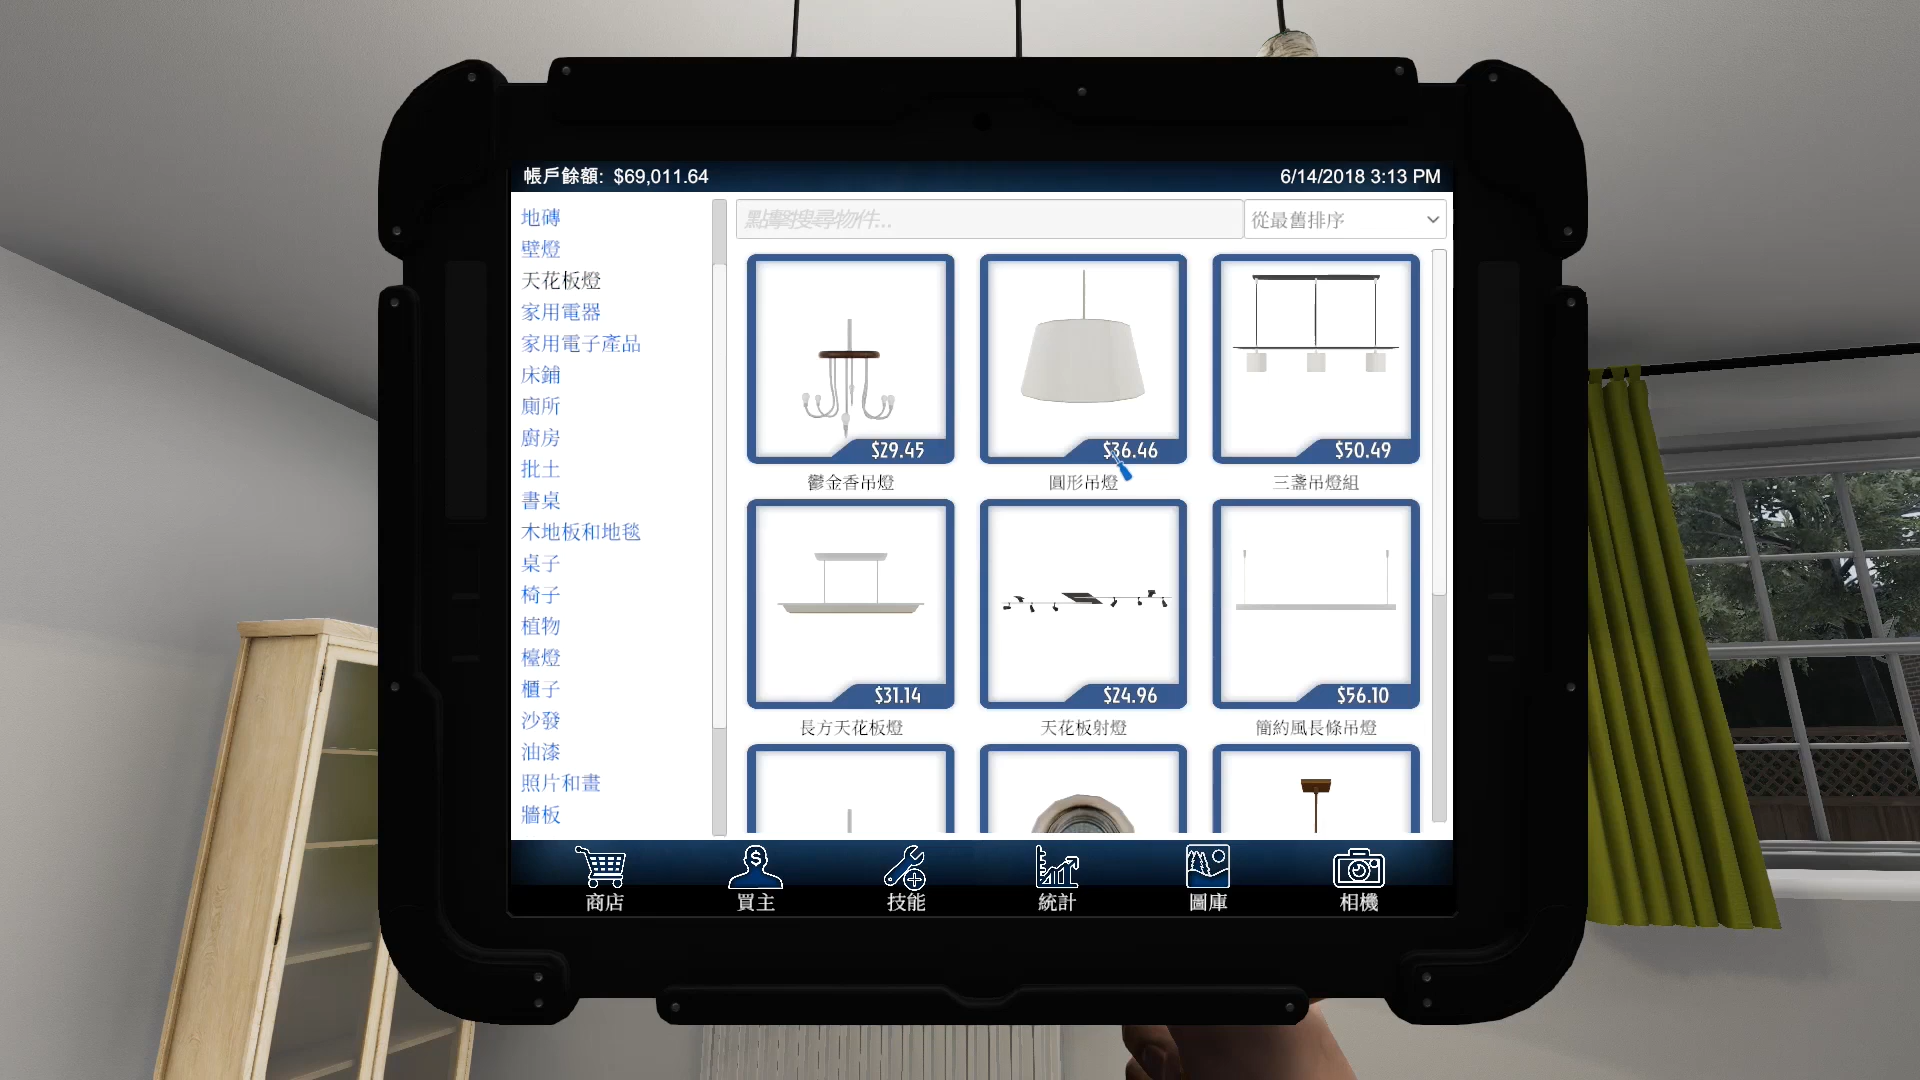 帳戶餘額: $69,011.64
6/14/2018 3:13 PM
地磚
壁燈
天花板燈
家用電器
家用電子產品
床鋪
廁所
廚房
批土
書桌
木地板和地毯
桌子
椅子
植物
檯燈
櫃子
沙發
油漆
照片和畫
牆板
點擊搜尋物件...
從最舊排序
$29.45
$36.46
$50.49
鬱金香吊燈
圓形吊燈
三盞吊燈組
$31.14
$24.96
$56.10
長方天花板燈
天花板射燈
簡約風長條吊燈
商店
買主
技能
統計
圖庫
相機